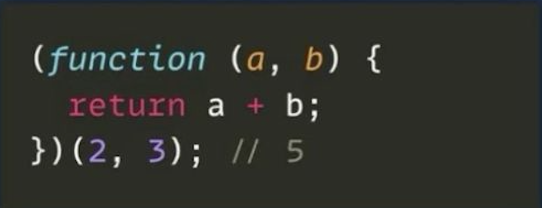 (function (a, b) {
  return a + b;
})(2, 3); // 5